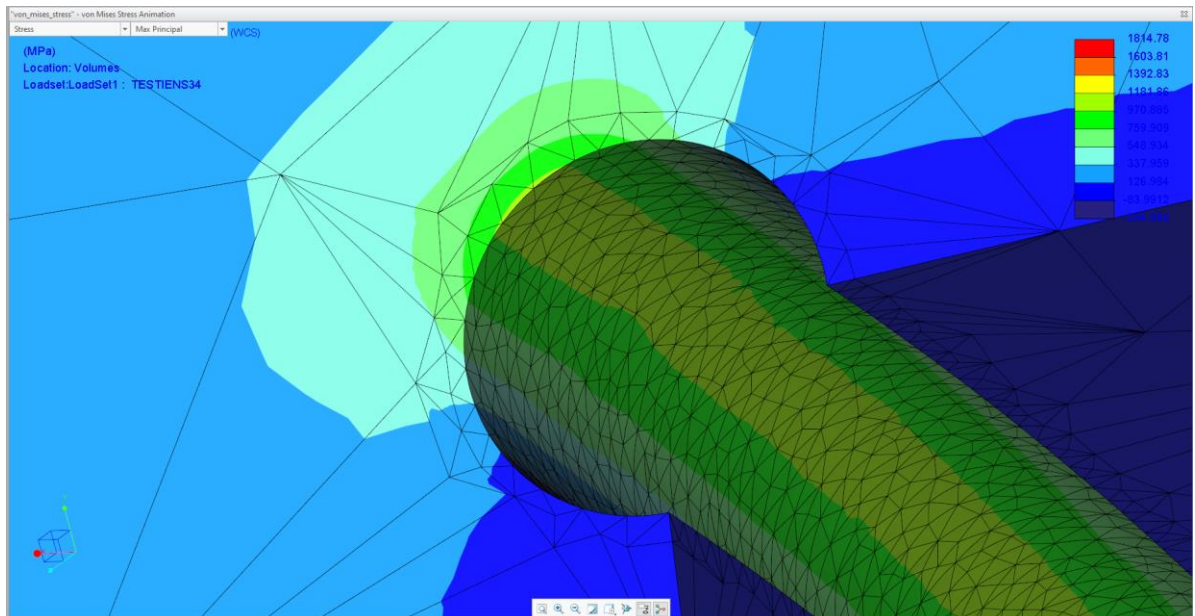 "von_mises_stress" - von Mises Stress Animation
Stress Max Principal (WCS)
(MPa)
Location: Volumes
Loadset:LoadSet1 : TESTIENS34
1814.78
1603.81
1392.83
1181.86
970.885
759.909
548.934
337.959
126.984
-83.9912